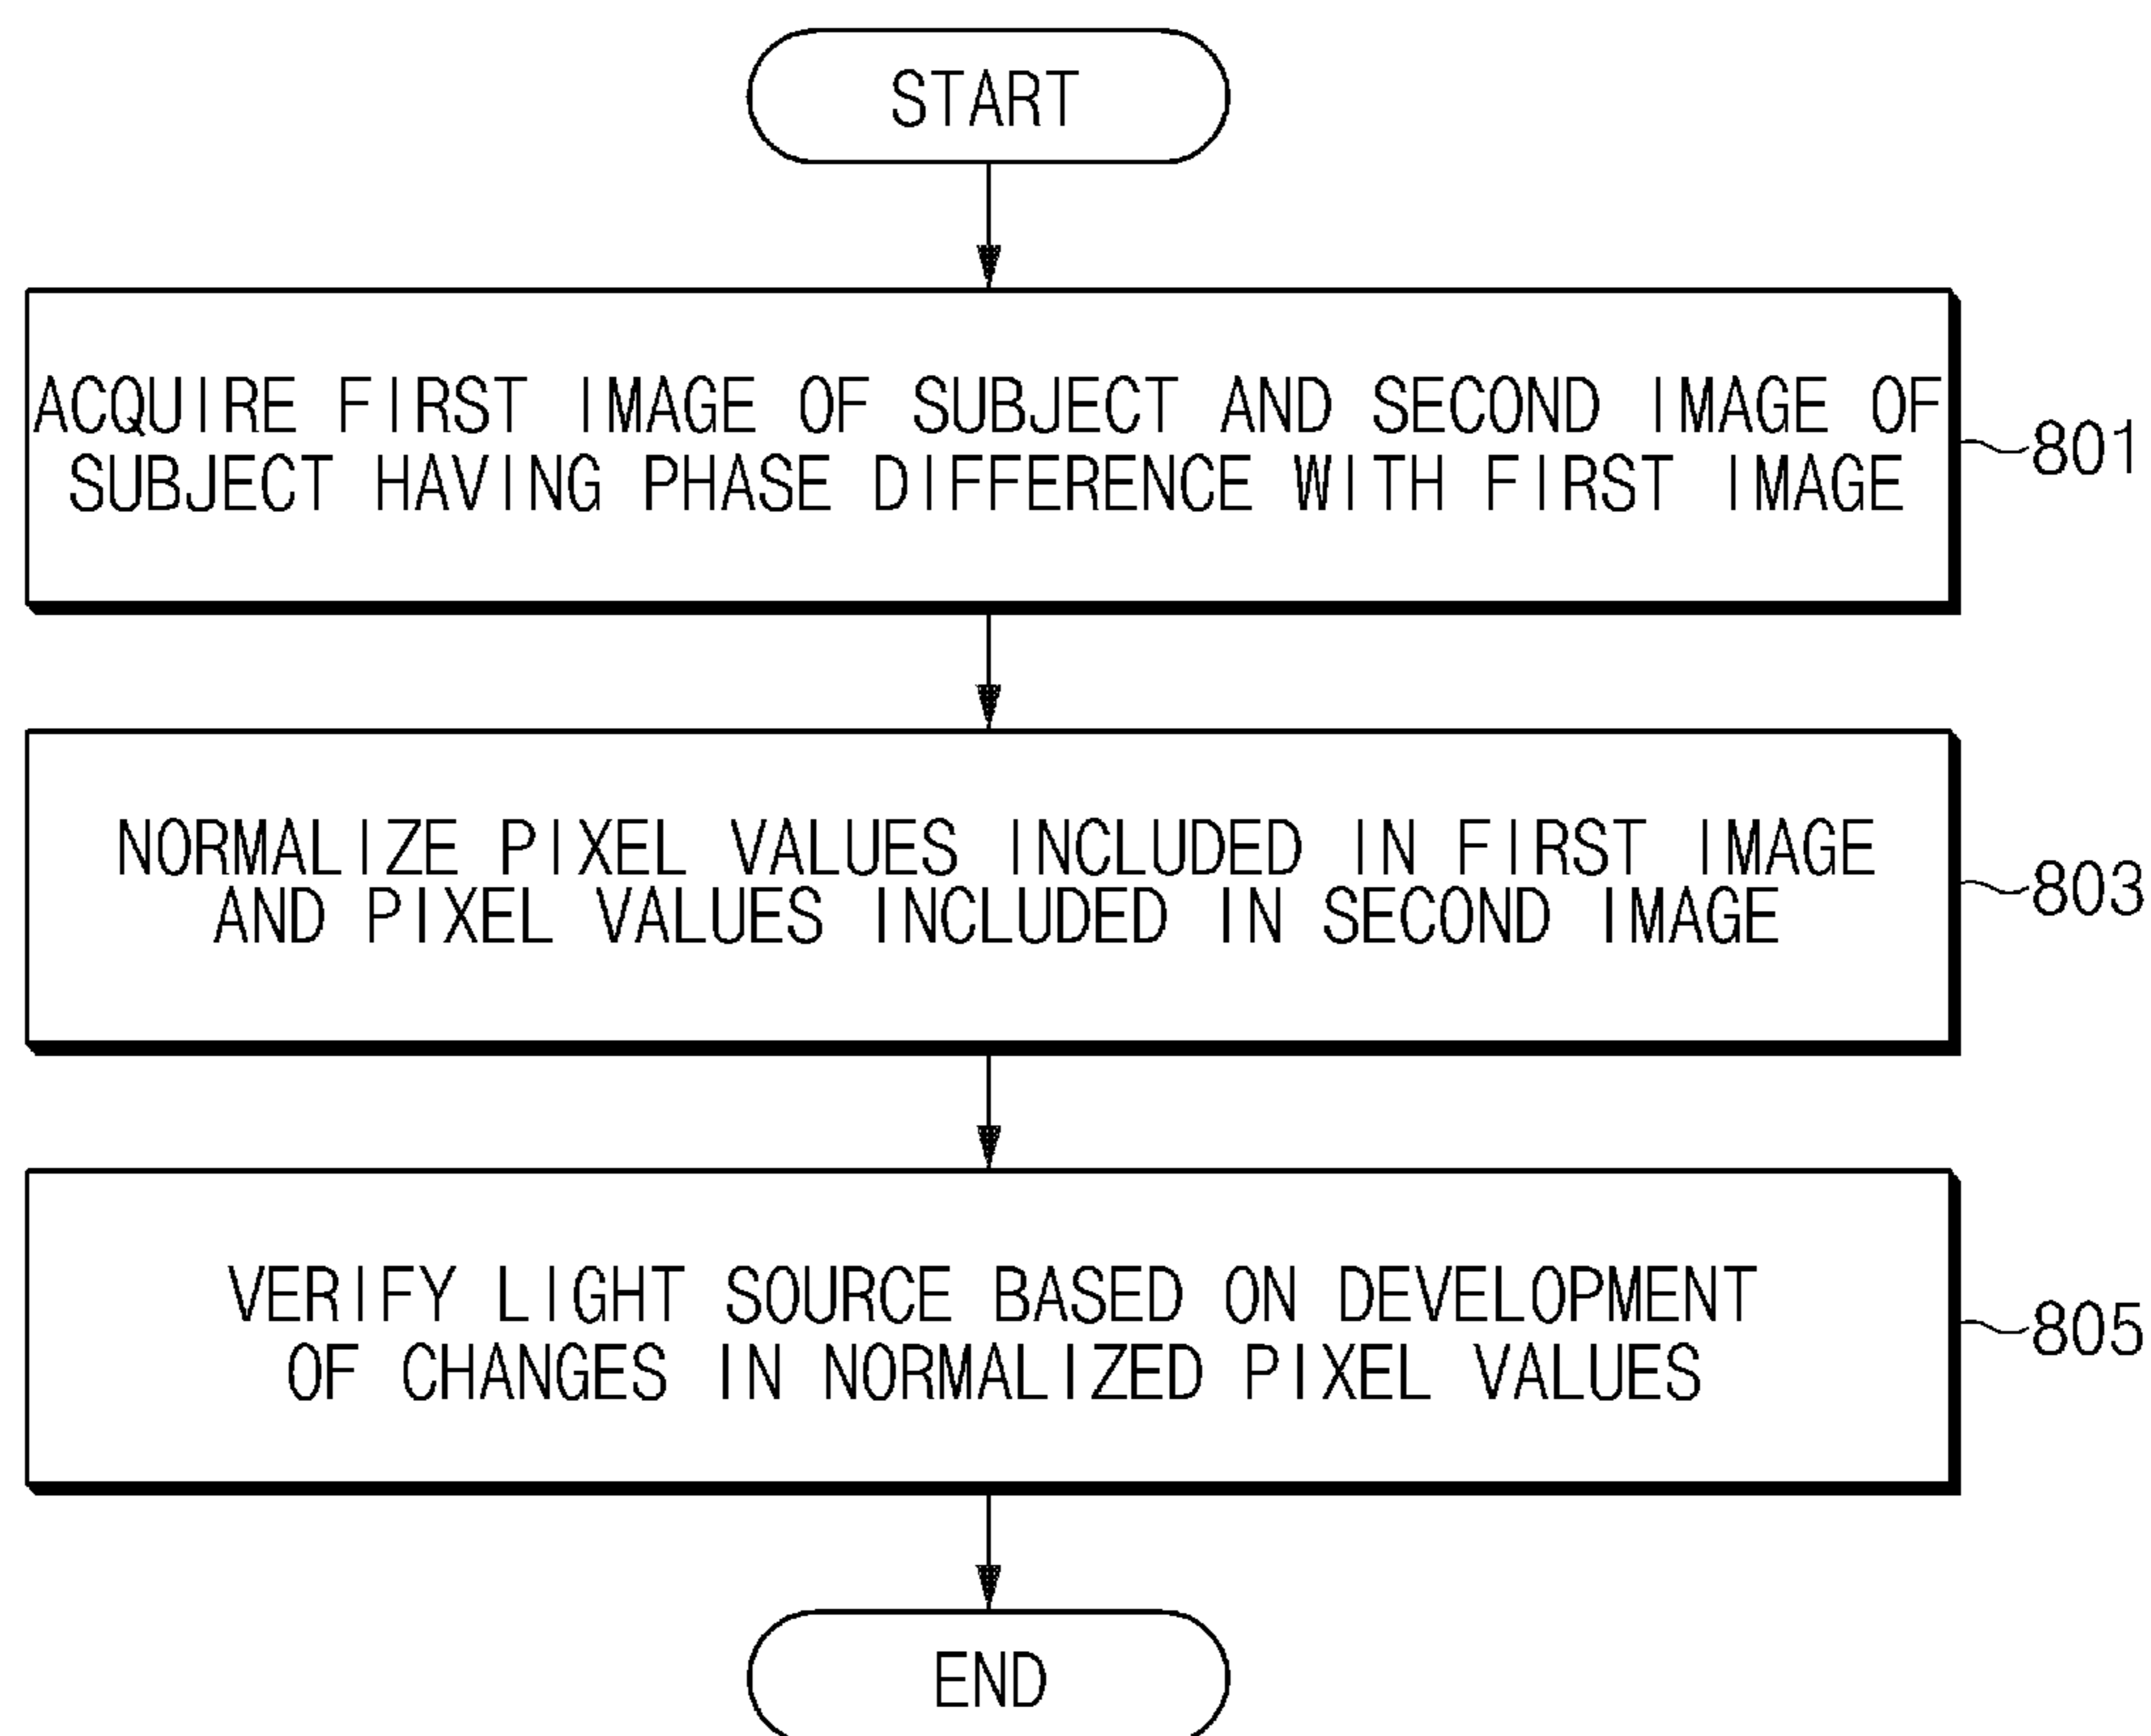 START
ACQUIRE FIRST IMAGE OF SUBJECT AND SECOND IMAGE OF
SUBJECT HAVING PHASE DIFFERENCE WITH FIRST IMAGE
801
NORMALIZE PIXEL VALUES INCLUDED IN FIRST IMAGE
AND PIXEL VALUES INCLUDED IN SECOND IMAGE
803
VERIFY LIGHT SOURCE BASED ON DEVELOPMENT
OF CHANGES IN NORMALIZED PIXEL VALUES
805
END